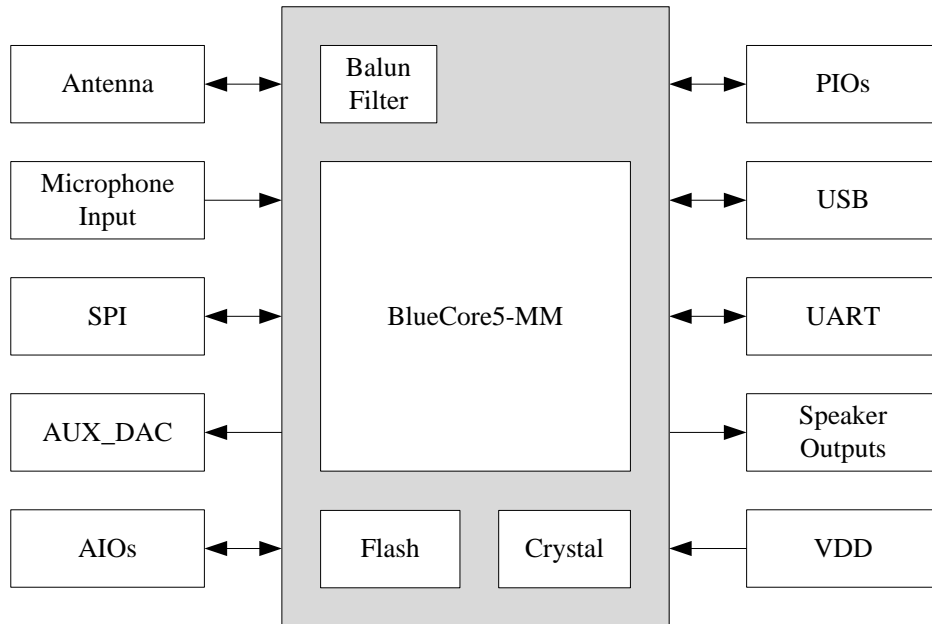 Antenna
Balun
Filter
PIOs
Microphone
Input
USB
SPI
BlueCore5-MM
UART
AUX_DAC
Speaker
Outputs
AIOs
Flash
Crystal
VDD